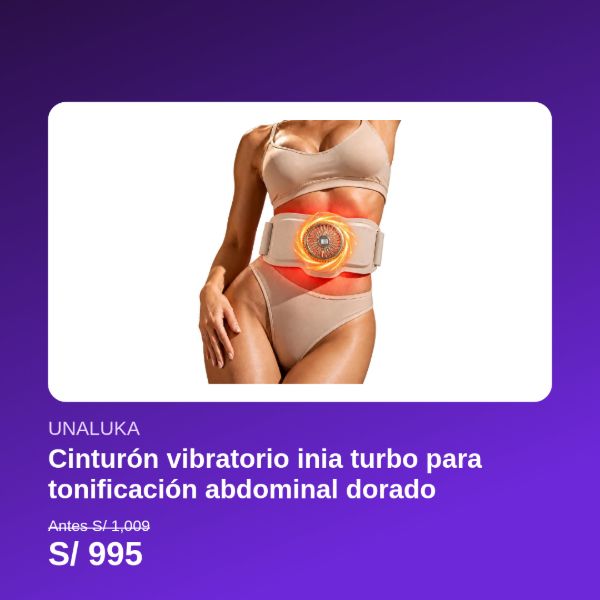 UNALUKA
Cinturón vibratorio inia turbo para
tonificación abdominal dorado
Antes S/ 1,009
S/ 995